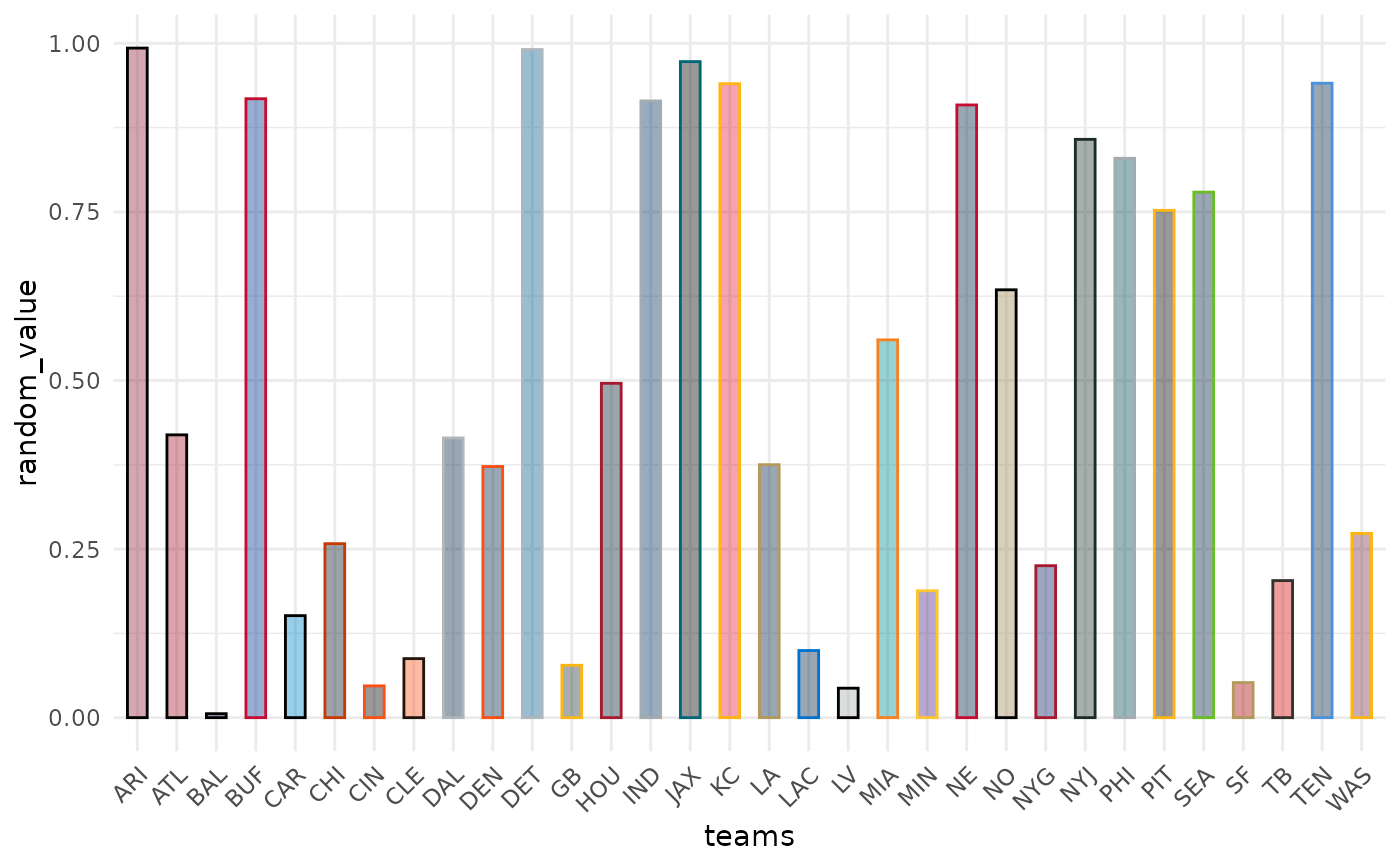 1.00
0.75
0.50
0.25
0.00
random_value
ARI ATL BAL BUF CAR CHI CIN CLE DAL DEN DET GB HOU IND JAX KC LA LAC LV MIA MIN NE NO NYG NYJ PHI PIT SEA SF TB TEN WAS
teams